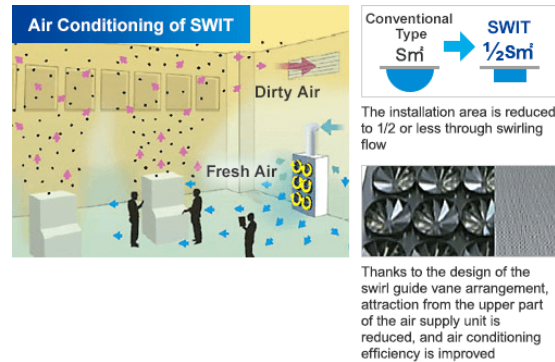 Air Conditioning of SWIT
Dirty Air
Fresh Air
Conventional
Type
S㎡
SWIT
½S㎡
The installation area is reduced
to 1/2 or less through swirling
flow
Thanks to the design of the
swirl guide vane arrangement,
attraction from the upper part
of the air supply unit is
reduced, and air conditioning
efficiency is improved